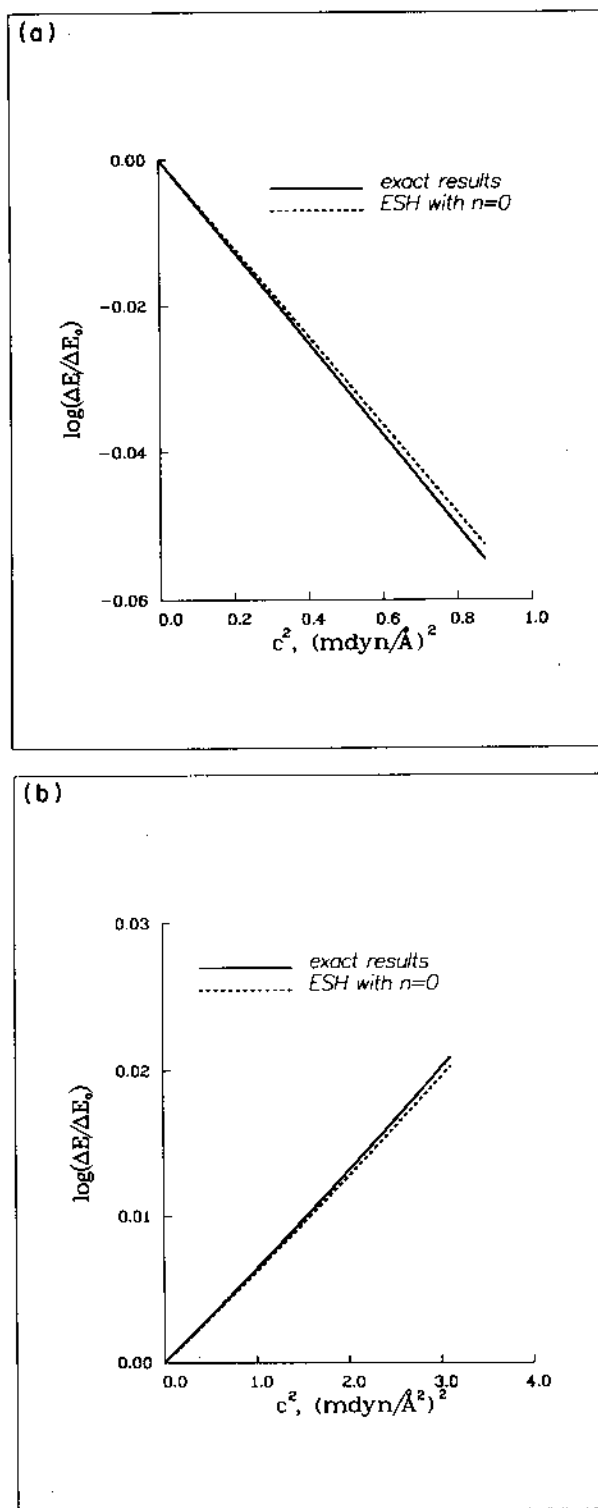 (a)
0.00
exact results
ESH with n=0
-0.02
log(ΔE/ΔE₀)
-0.04
-0.06
0.0 0.2 0.4 0.6 0.8 1.0
c², (mdyn/Å)²
(b)
0.03
exact results
ESH with n=0
0.02
log(ΔE/ΔE₀)
0.01
0.00
0.0 1.0 2.0 3.0 4.0
c², (mdyn/Å²)²